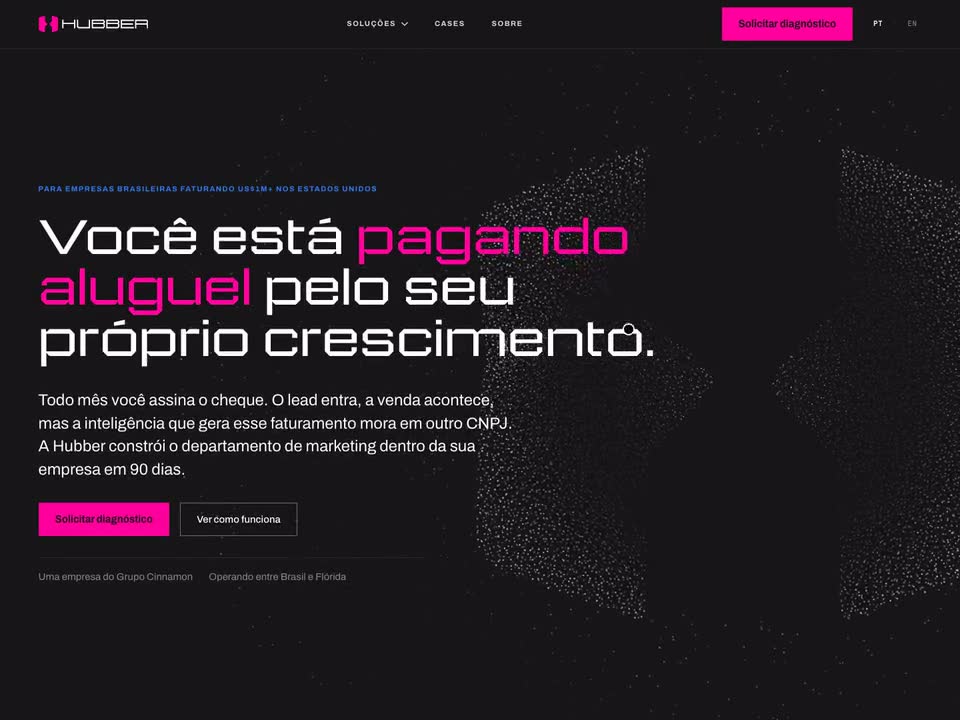 HUBBER
SOLUÇÕES
CASES
SOBRE
Solicitar diagnóstico
PT
EN
PARA EMPRESAS BRASILEIRAS FATURANDO US$1M+ NOS ESTADOS UNIDOS
Você está pagando
aluguel pelo seu
próprio crescimento.
Todo mês você assina o cheque. O lead entra, a venda acontece,
mas a inteligência que gera esse faturamento mora em outro CNPJ.
A Hubber constrói o departamento de marketing dentro da sua
empresa em 90 dias.
Solicitar diagnóstico
Ver como funciona
Uma empresa do Grupo Cinnamon
Operando entre Brasil e Flórida